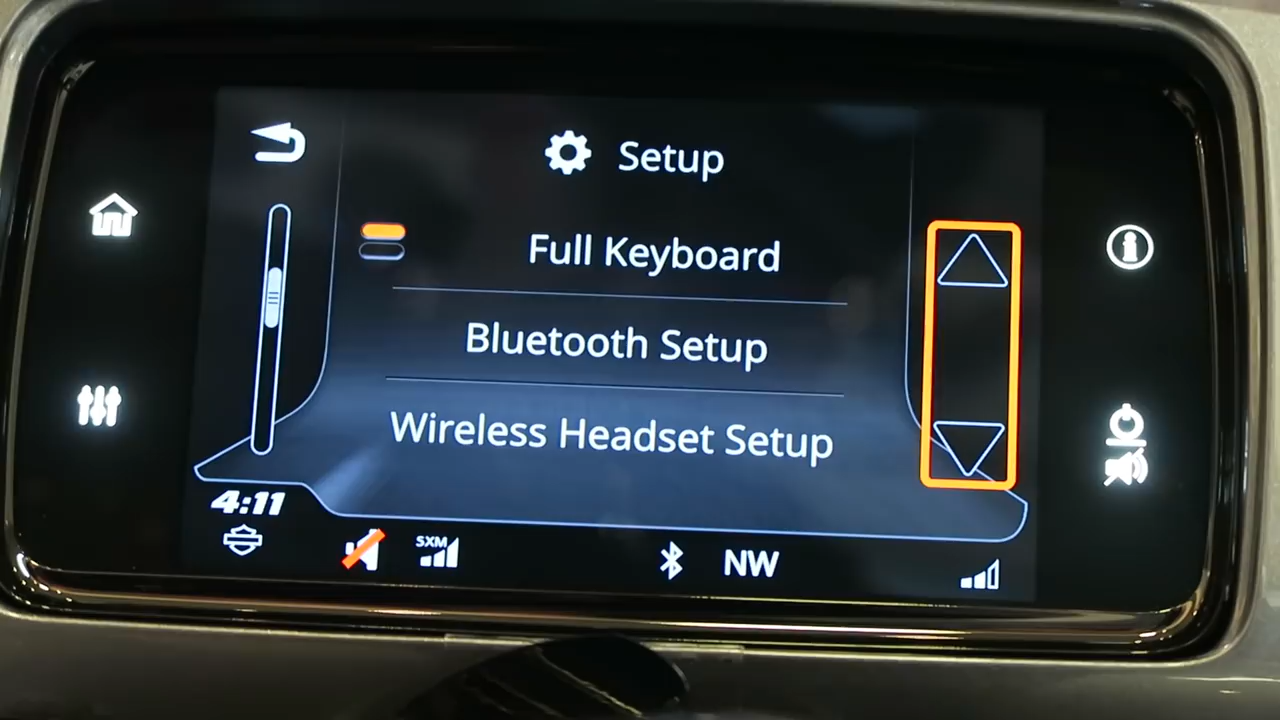 Setup
Full Keyboard
Bluetooth Setup
Wireless Headset Setup
4:11
SXM
NW